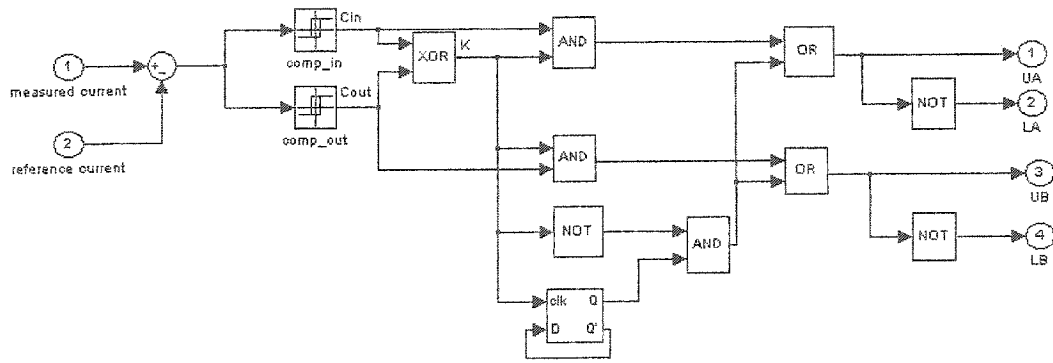 1
measured current
2
reference current
+
-
Cin
comp_in
Cout
comp_out
XOR
K
AND
AND
NOT
AND
clk Q
D Q'
OR
OR
NOT
NOT
1
UA
2
LA
3
UB
4
LB